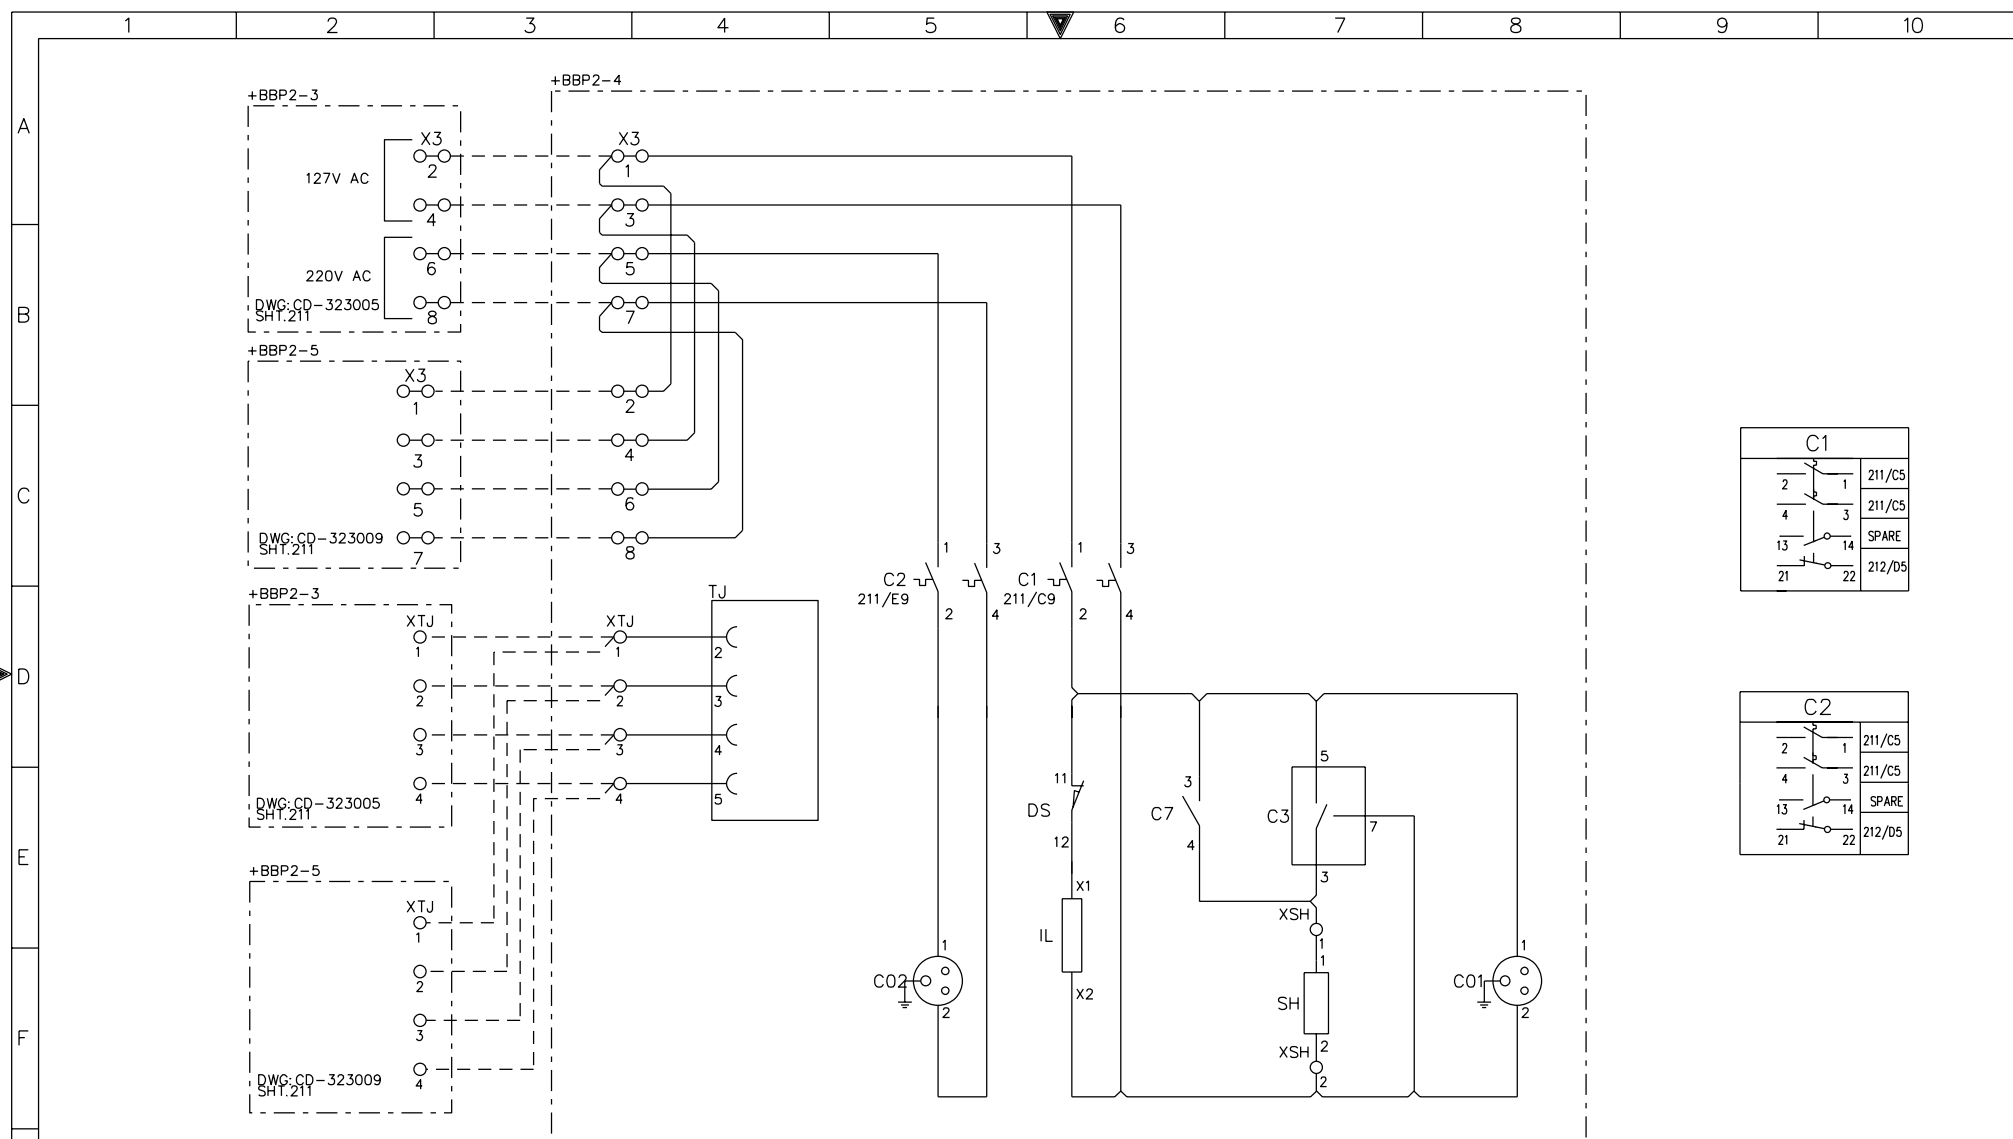 1 2 3 4 5 6 7 8 9 10
A
B
C
D
E
F
+BBP2-3
X3
127V AC
2
4
220V AC
6
8
DWG:CD-323005
SHT.211
+BBP2-5
X3
1
3
5
7
DWG:CD-323009
SHT.211
+BBP2-3
XTJ
1
2
3
4
DWG:CD-323005
SHT.211
+BBP2-5
XTJ
1
2
3
4
DWG:CD-323009
SHT.211
+BBP2-4
X3
1
3
5
7
2
4
6
8
XTJ
1
2
3
4
TJ
2
3
4
5
C2
211/E9
1 3
2 4
C1
211/C9
1 3
2 4
11
DS
12
X1
IL
X2
3
C7
4
5
C3
7
3
XSH
1
1
SH
2
XSH
2
C02
1
2
C01
1
2
C1
2 1 211/C5
4 3 211/C5
13 14 SPARE
21 22 212/D5
C2
2 1 211/C5
4 3 211/C5
13 14 SPARE
21 22 212/D5